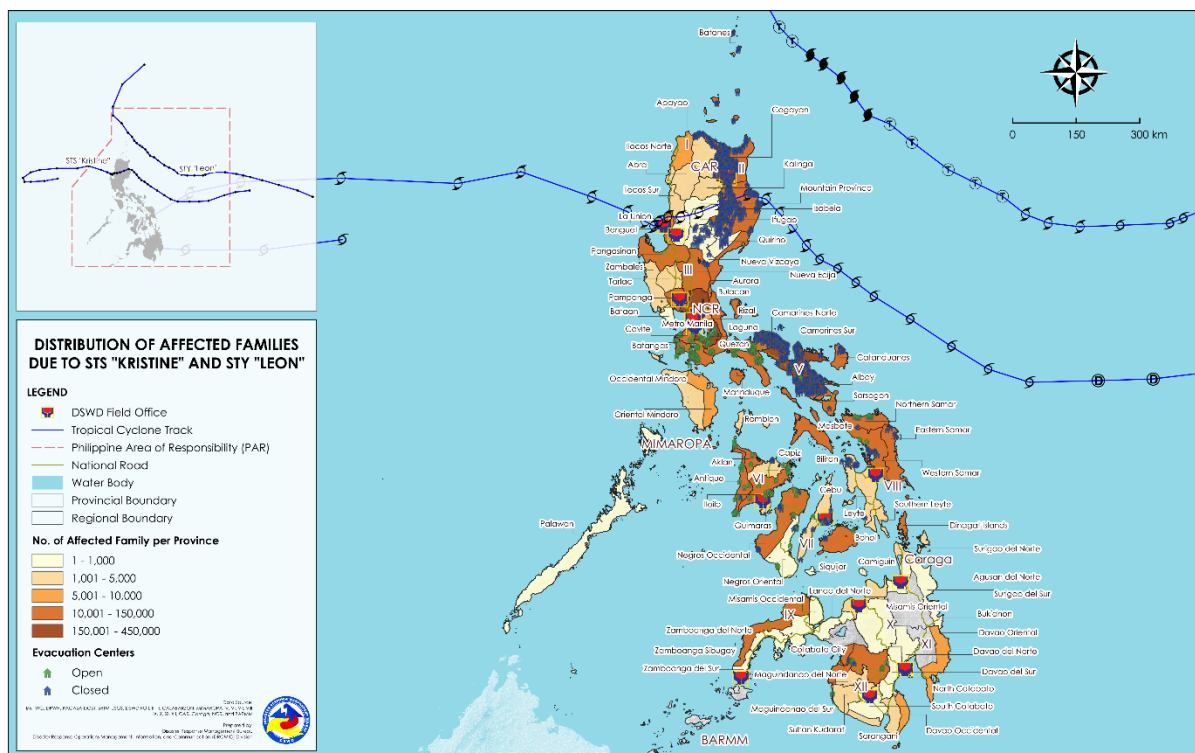 STS "Kristine"
STY "Leon"
DISTRIBUTION OF AFFECTED FAMILIES
DUE TO STS "KRISTINE" AND STY "LEON"
LEGEND
DSWD Field Office
Tropical Cyclone Track
Philippine Area of Responsibility (PAR)
National Road
Water Body
Provincial Boundary
Regional Boundary
No. of Affected Family per Province
1 - 1,000
1,001 - 5,000
5,001 - 10,000
10,001 - 150,000
150,001 - 450,000
Evacuation Centers
Open
Closed
Data Source:
Prepared by:
Disaster Response Management Bureau
0 150 300 km
Batanes
Apayao
Cagayan
Ilocos Norte
I
CAR
II
Kalinga
Abra
Mountain Province
Ilocos Sur
Isabela
Ifugao
La Union
Benguet
Quirino
Pangasinan
Nueva Vizcaya
Zambales
III
Nueva Ecija
Tarlac
Aurora
Pampanga
Bulacan
Bataan
NCR
Rizal
Camarines Norte
Metro Manila
Cavite
Laguna
Camarines Sur
Batangas
Quezon
Catanduanes
V
Occidental Mindoro
Albay
Marinduque
Sorsogon
Oriental Mindoro
Romblon
Northern Samar
Masbate
Eastern Samar
MIMAROPA
Aklan
Capiz
Biliran
Antique
VI
Western Samar
VIII
Iloilo
Cebu
Palawan
Leyte
Southern Leyte
Guimaras
Dinagat Islands
VII
Bohol
Negros Occidental
Surigao del Norte
Siquijor
Camiguin
Caraga
Negros Oriental
Agusan del Norte
Lanao del Norte
Surigao del Sur
Misamis Occidental
Misamis Oriental
Bukidnon
IX
X
Zamboanga del Norte
Davao Oriental
XI
Zamboanga Sibugay
Cotabato City
Davao del Norte
Zamboanga del Sur
Maguindanao del Norte
Davao del Sur
XII
North Cotabato
Maguindanao del Sur
South Cotabato
Sultan Kudarat
Davao Occidental
Sarangani
BARMM